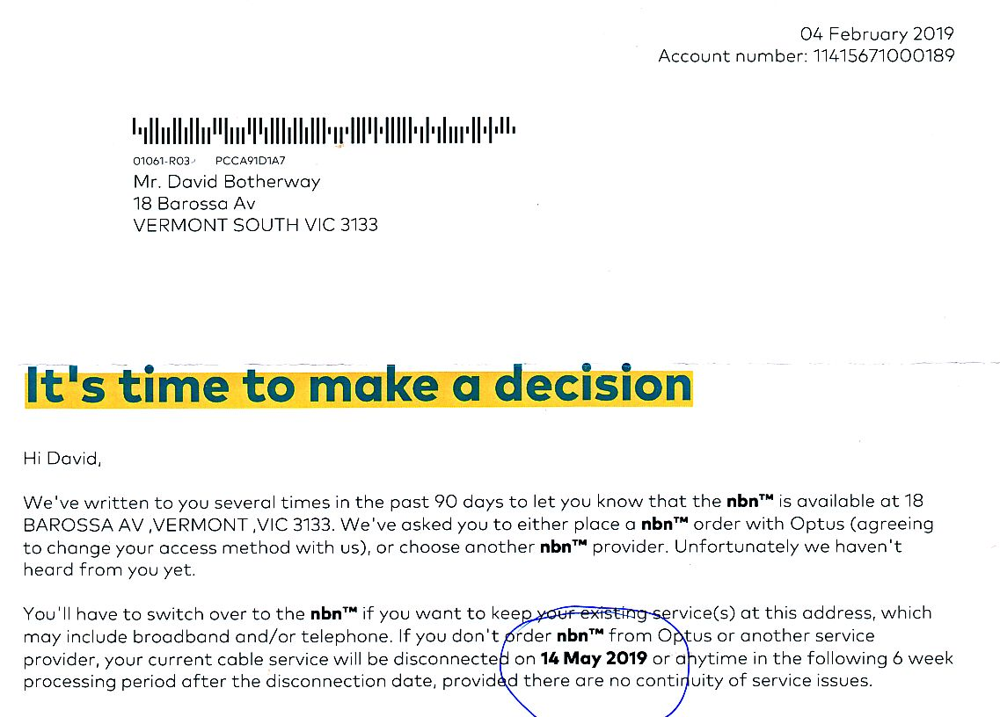 04 February 2019
Account number: 11415671000189
01061-R03 PCCA91D1A7
Mr. David Botherway
18 Barossa Av
VERMONT SOUTH VIC 3133
It's time to make a decision
Hi David,
We've written to you several times in the past 90 days to let you know that the nbn™ is available at 18
BAROSSA AV ,VERMONT ,VIC 3133. We've asked you to either place a nbn™ order with Optus (agreeing
to change your access method with us), or choose another nbn™ provider. Unfortunately we haven't
heard from you yet.
You'll have to switch over to the nbn™ if you want to keep your existing service(s) at this address, which
may include broadband and/or telephone. If you don't order nbn™ from Optus or another service
provider, your current cable service will be disconnected on 14 May 2019 or anytime in the following 6 week
processing period after the disconnection date, provided there are no continuity of service issues.